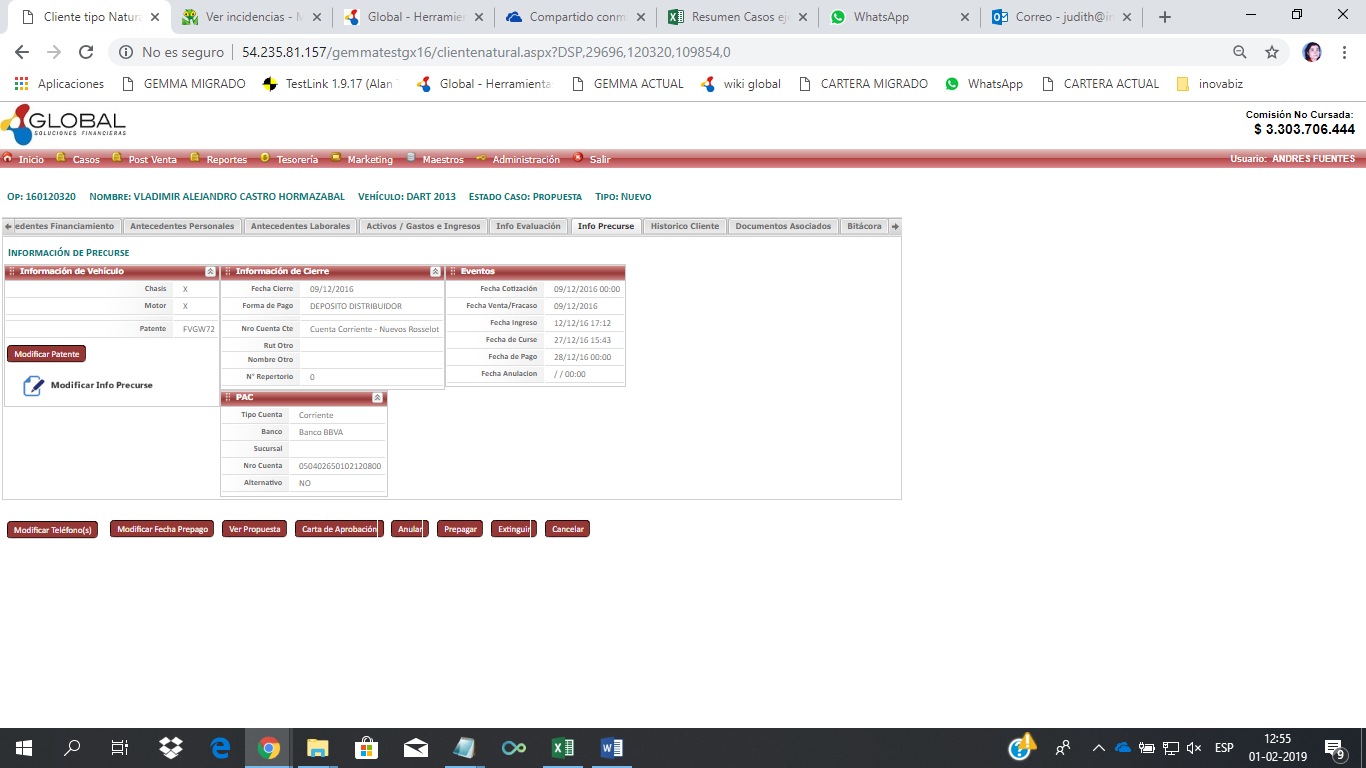 Cliente tipo Natura
Ver incidencias - M
Global - Herramien
Compartido conm
Resumen Casos eje
WhatsApp
Correo - judith@in
No es seguro | 54.235.81.157/gemmatestgx16/clientenatural.aspx?DSP,29696,120320,109854,0
Aplicaciones GEMMA MIGRADO TestLink 1.9.17 (Alan Global - Herramienta GEMMA ACTUAL wiki global CARTERA MIGRADO WhatsApp CARTERA ACTUAL inovabiz
GLOBAL
SOLUCIONES FINANCIERAS
Comisión No Cursada:
$ 3.303.706.444
Inicio Casos Post Venta Reportes Tesorería Marketing Maestros Administración Salir Usuario: ANDRES FUENTES
OP: 160120320 NOMBRE: VLADIMIR ALEJANDRO CASTRO HORMAZABAL VEHÍCULO: DART 2013 ESTADO CASO: PROPUESTA TIPO: NUEVO
edentes Financiamiento Antecedentes Personales Antecedentes Laborales Activos / Gastos e Ingresos Info Evaluación Info Precurse Historico Cliente Documentos Asociados Bitácora
INFORMACIÓN DE PRECURSE
Información de Vehículo
Chasis X
Motor X
Patente FVGW72
Modificar Patente
Modificar Info Precurse
Información de Cierre
Fecha Cierre 09/12/2016
Forma de Pago DEPOSITO DISTRIBUIDOR
Nro Cuenta Cte Cuenta Corriente - Nuevos Rosselot
Rut Otro
Nombre Otro
N° Repertorio 0
PAC
Tipo Cuenta Corriente
Banco Banco BBVA
Sucursal
Nro Cuenta 050402650102120800
Alternativo NO
Eventos
Fecha Cotización 09/12/2016 00:00
Fecha Venta/Fracaso 09/12/2016
Fecha Ingreso 12/12/16 17:12
Fecha de Curse 27/12/16 15:43
Fecha de Pago 28/12/16 00:00
Fecha Anulacion / / 00:00
Modificar Teléfono(s) Modificar Fecha Prepago Ver Propuesta Carta de Aprobación Anular Prepagar Extinguir Cancelar
ESP
12:55
01-02-2019
9